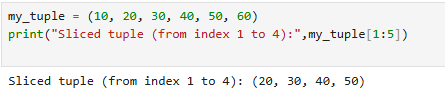 my_tuple = (10, 20, 30, 40, 50, 60)
print("Sliced tuple (from index 1 to 4):",my_tuple[1:5])
Sliced tuple (from index 1 to 4): (20, 30, 40, 50)